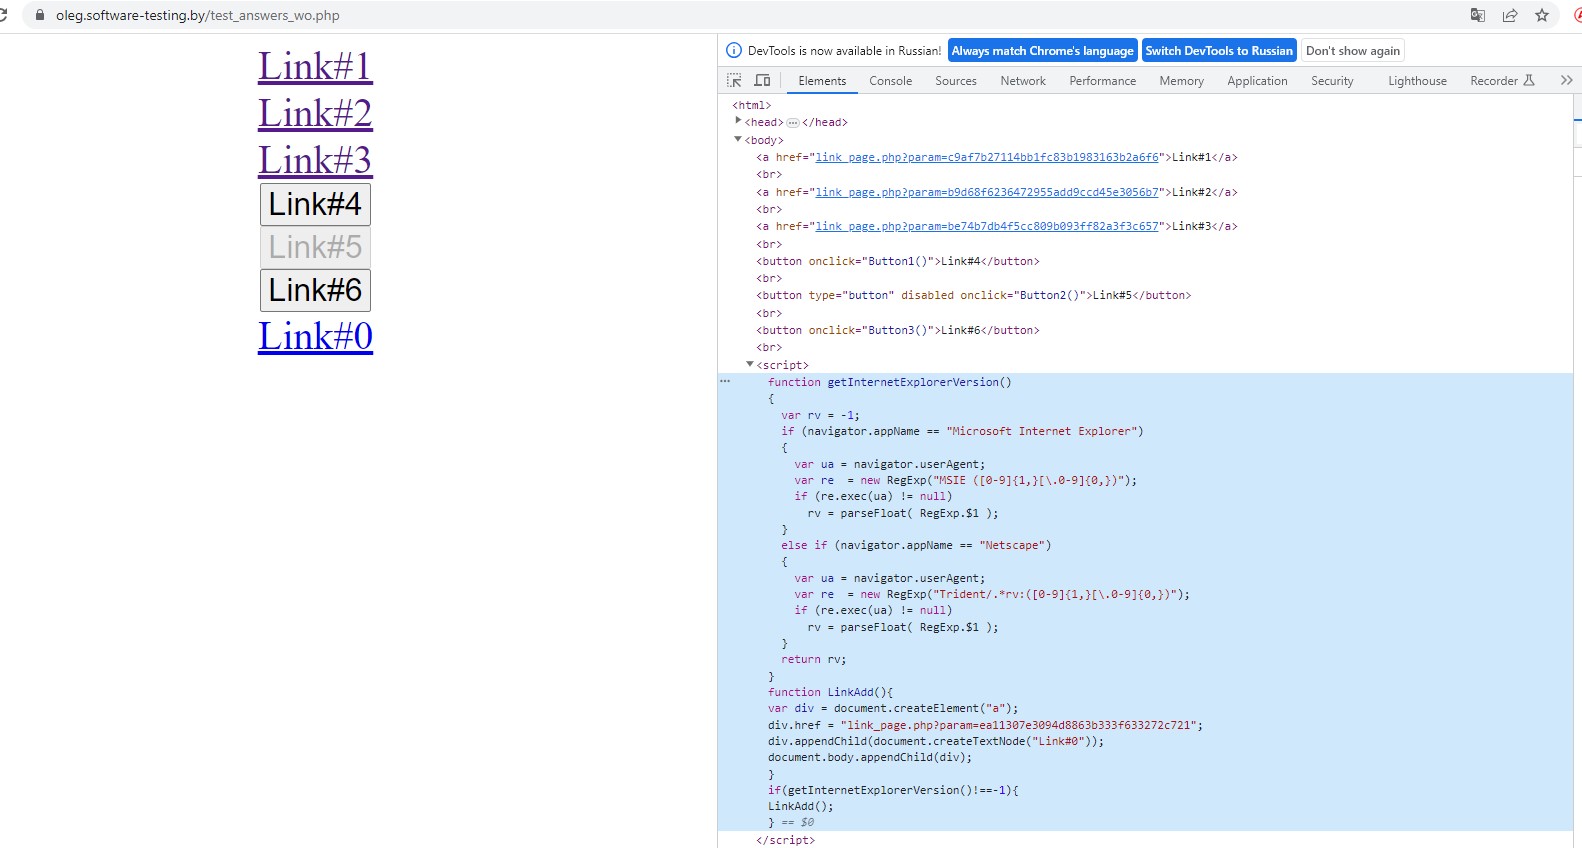 oleg.software-testing.by/test_answers_wo.php
Link#1
Link#2
Link#3
Link#4
Link#5
Link#6
Link#0
DevTools is now available in Russian! Always match Chrome's language Switch DevTools to Russian Don't show again
Elements Console Sources Network Performance Memory Application Security Lighthouse Recorder
<html>
<head> ... </head>
<body>
<a href="link_page.php?param=c9af7b27114bb1fc83b1983163b2a6f6">Link#1</a>
<br>
<a href="link_page.php?param=b9d68f6236472955add9ccd45e3056b7">Link#2</a>
<br>
<a href="link_page.php?param=be74b7db4f5cc809b093ff82a3f3c657">Link#3</a>
<br>
<button onclick="Button1()">Link#4</button>
<br>
<button type="button" disabled onclick="Button2()">Link#5</button>
<br>
<button onclick="Button3()">Link#6</button>
<br>
<script>
function getInternetExplorerVersion()
{
var rv = -1;
if (navigator.appName == "Microsoft Internet Explorer")
{
var ua = navigator.userAgent;
var re  = new RegExp("MSIE ([0-9]{1,}[\.0-9]{0,})");
if (re.exec(ua) != null)
rv = parseFloat( RegExp.$1 );
}
else if (navigator.appName == "Netscape")
{
var ua = navigator.userAgent;
var re  = new RegExp("Trident/.*rv:([0-9]{1,}[\.0-9]{0,})");
if (re.exec(ua) != null)
rv = parseFloat( RegExp.$1 );
}
return rv;
}
function LinkAdd(){
var div = document.createElement("a");
div.href = "link_page.php?param=ea11307e3094d8863b333f633272c721";
div.appendChild(document.createTextNode("Link#0"));
document.body.appendChild(div);
}
if(getInternetExplorerVersion()!==-1){
LinkAdd();
} == $0
</script>